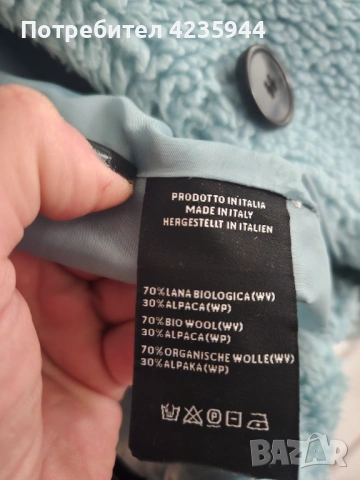 Потребител 4235944
PRODOTTO IN ITALIA
MADE IN ITALY
HERGESTELLT IN ITALIEN
70%LANA BIOLOGICA(WV)
30%ALPACA(WP)
70%BIO WOOL(WV)
30%ALPACA(WP)
70%ORGANISCHE WOLLE(WV)
30%ALPAKA(WP)
BAZAR